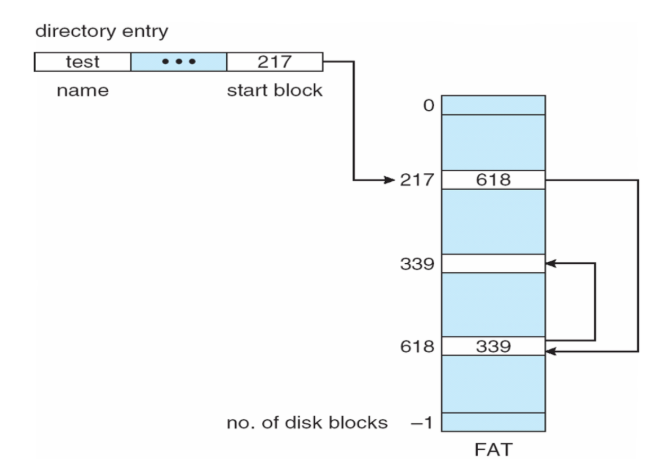 directory entry
test ••• 217
name start block
0
217 618
339
618 339
no. of disk blocks –1
FAT